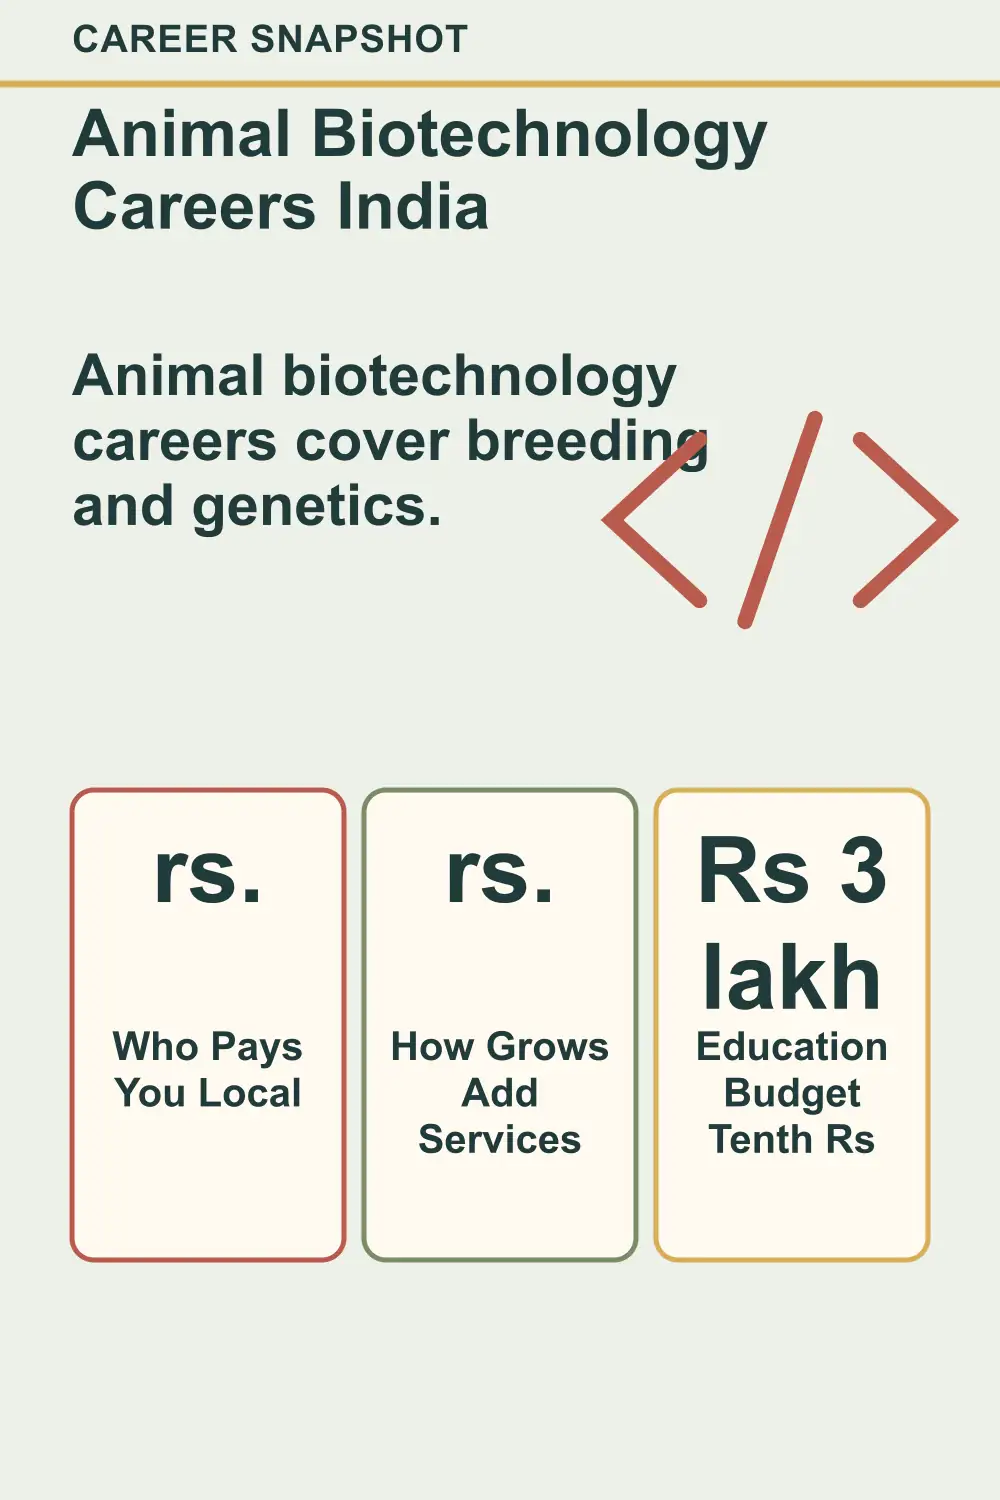 CAREER SNAPSHOT
Animal Biotechnology
Careers India
Animal biotechnology
careers cover breeding
and genetics.
rs.
Who Pays
You Local
rs.
How Grows
Add
Services
Rs 3
lakh
Education
Budget
Tenth Rs